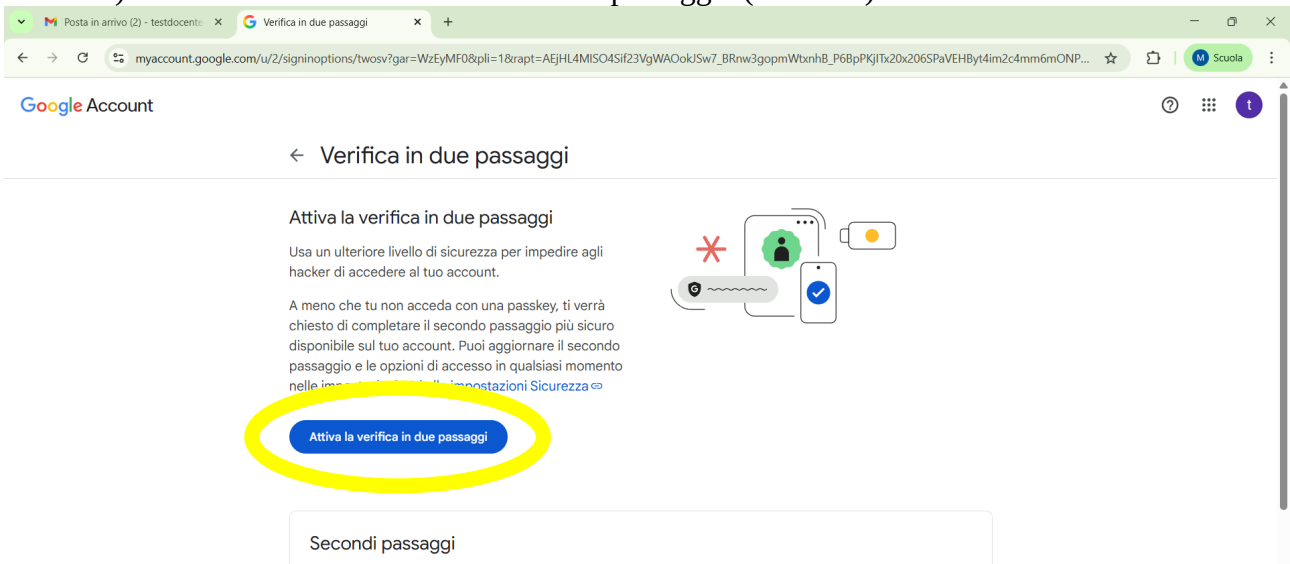 Posta in arrivo (2) - testdocente
Verifica in due passaggi
myaccount.google.com/u/2/signinoptions/twosv?gar=WzEyMF0&pli=1&rapt=AEjHL4MISO4Sif23VgWAOokJSw7_BRnw3gopmWtxnhB_P6BpPKjITx20x206SPaVEHByt4im2c4mm6mONP...
M Scuola
Google Account
t
Verifica in due passaggi
Attiva la verifica in due passaggi
Usa un ulteriore livello di sicurezza per impedire agli
hacker di accedere al tuo account.
A meno che tu non acceda con una passkey, ti verrà
chiesto di completare il secondo passaggio più sicuro
disponibile sul tuo account. Puoi aggiornare il secondo
passaggio e le opzioni di accesso in qualsiasi momento
nelle impostazioni Sicurezza
Attiva la verifica in due passaggi
Secondi passaggi